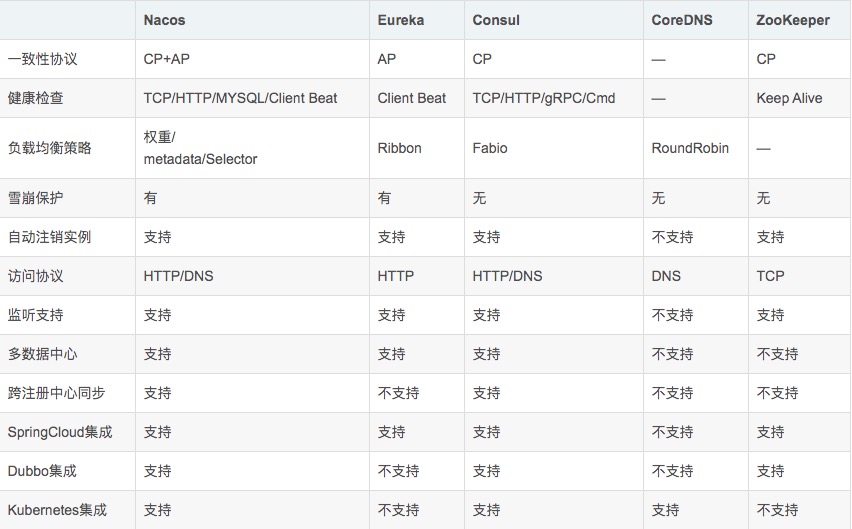 Nacos Eureka Consul CoreDNS ZooKeeper
一致性协议 CP+AP AP CP — CP
健康检查 TCP/HTTP/MYSQL/Client Beat Client Beat TCP/HTTP/gRPC/Cmd — Keep Alive
负载均衡策略 权重/
metadata/Selector Ribbon Fabio RoundRobin —
雪崩保护 有 有 无 无 无
自动注销实例 支持 支持 支持 不支持 支持
访问协议 HTTP/DNS HTTP HTTP/DNS DNS TCP
监听支持 支持 支持 支持 不支持 支持
多数据中心 支持 支持 支持 不支持 不支持
跨注册中心同步 支持 不支持 支持 不支持 不支持
SpringCloud集成 支持 支持 支持 不支持 支持
Dubbo集成 支持 不支持 支持 不支持 支持
Kubernetes集成 支持 不支持 支持 支持 不支持